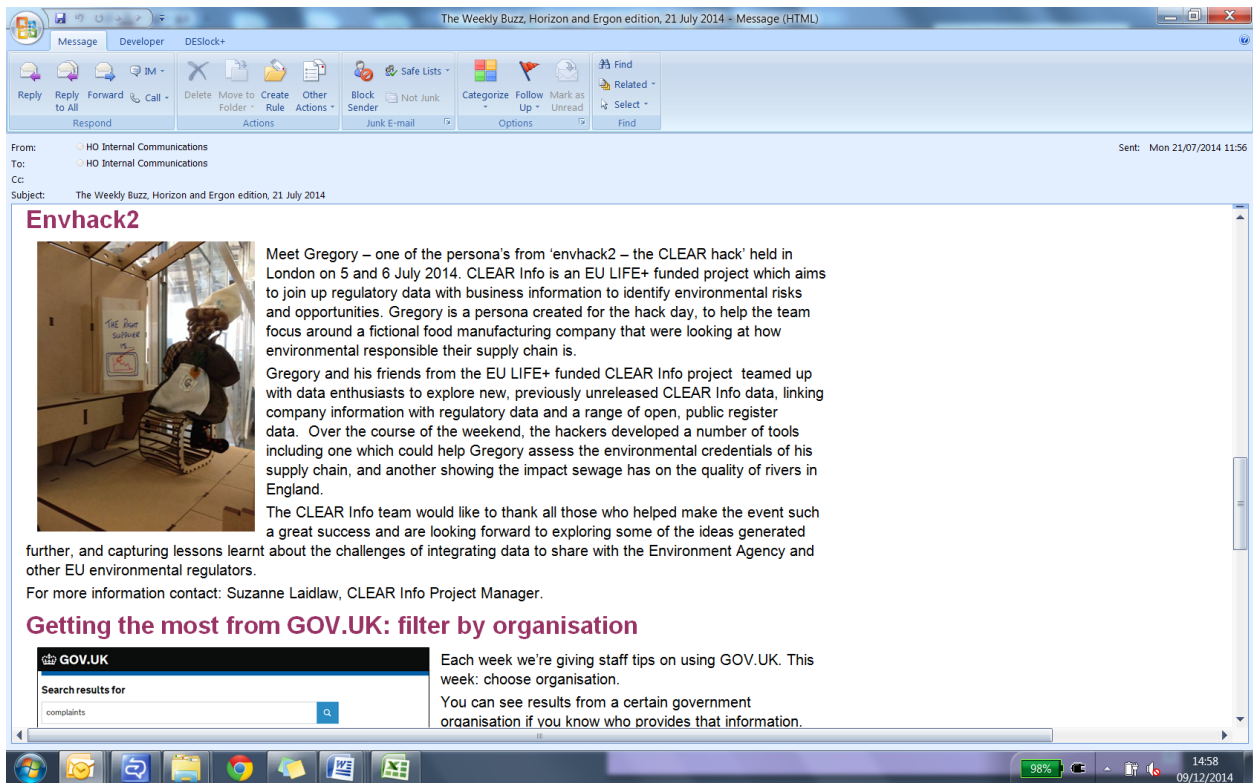 The Weekly Buzz, Horizon and Ergon edition, 21 July 2014 - Message (HTML)
Message Developer DESlock+
Reply
Reply to All
Forward
IM
Call
Respond
Delete
Move to Folder
Create Rule
Other Actions
Actions
Block Sender
Safe Lists
Not Junk
Junk E-mail
Categorize
Follow Up
Mark as Unread
Options
Find
Related
Select
Find
From: HO Internal Communications
Sent: Mon 21/07/2014 11:56
To: HO Internal Communications
Cc:
Subject: The Weekly Buzz, Horizon and Ergon edition, 21 July 2014
Envhack2
THE RIGHT
SUPPLIER
IS...
G
Meet Gregory – one of the persona's from 'envhack2 – the CLEAR hack' held in
London on 5 and 6 July 2014. CLEAR Info is an EU LIFE+ funded project which aims
to join up regulatory data with business information to identify environmental risks
and opportunities. Gregory is a persona created for the hack day, to help the team
focus around a fictional food manufacturing company that were looking at how
environmental responsible their supply chain is.
Gregory and his friends from the EU LIFE+ funded CLEAR Info project teamed up
with data enthusiasts to explore new, previously unreleased CLEAR Info data, linking
company information with regulatory data and a range of open, public register
data. Over the course of the weekend, the hackers developed a number of tools
including one which could help Gregory assess the environmental credentials of his
supply chain, and another showing the impact sewage has on the quality of rivers in
England.
The CLEAR Info team would like to thank all those who helped make the event such
a great success and are looking forward to exploring some of the ideas generated
further, and capturing lessons learnt about the challenges of integrating data to share with the Environment Agency and
other EU environmental regulators.
For more information contact: Suzanne Laidlaw, CLEAR Info Project Manager.
Getting the most from GOV.UK: filter by organisation
GOV.UK
Search results for
complaints
Each week we're giving staff tips on using GOV.UK. This
week: choose organisation.
You can see results from a certain government
organisation if you know who provides that information.
98%
14:58
09/12/2014